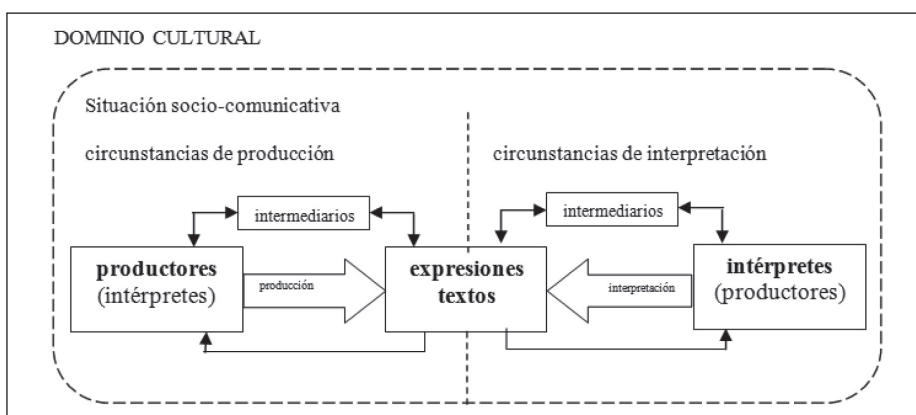 DOMINIO CULTURAL
Situación socio-comunicativa
circunstancias de producción
circunstancias de interpretación
intermediarios
intermediarios
productores
(intérpretes)
producción
expresiones
textos
interpretación
intérpretes
(productores)